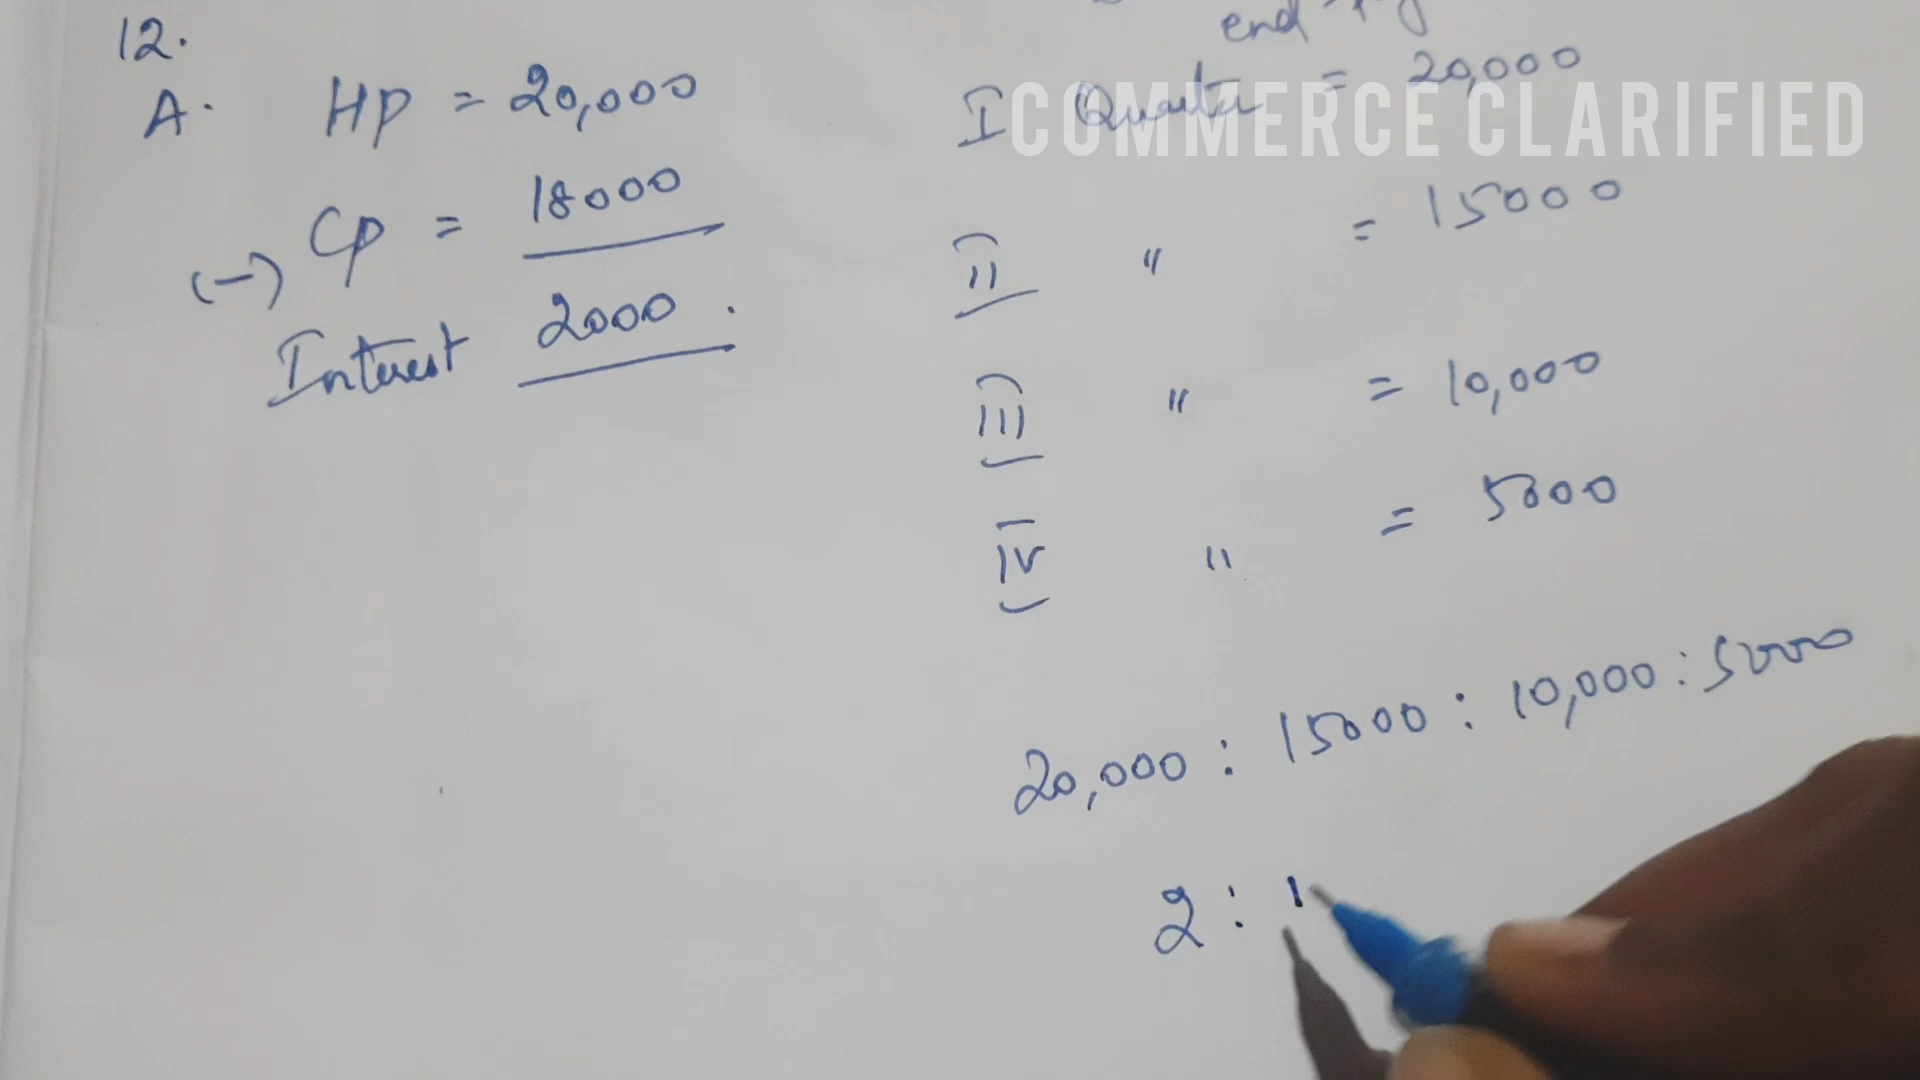 12.
A. HP = 20,000
(-) Cp = 18000
Interest 2000.
end
I Quarter = 20,000
COMMERCE CLARIFIED
II " = 15000
III " = 10,000
IV " = 5000
20,000 : 15000 : 10,000 : 5000
2 : 1